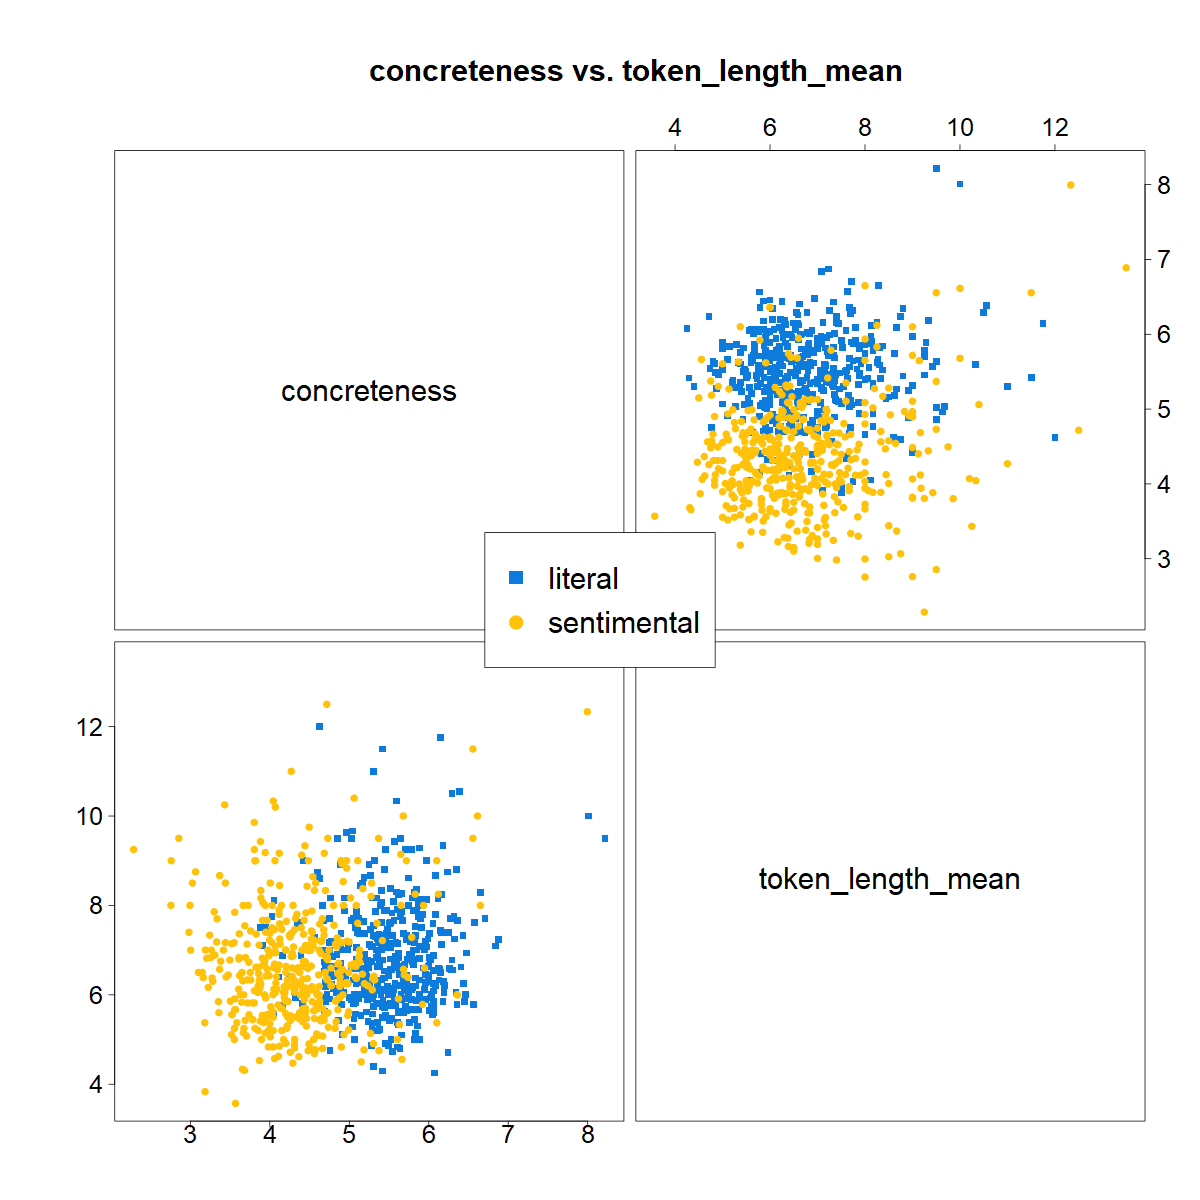 concreteness vs. token_length_mean
4 6 8 10 12
concreteness
8
7
6
5
4
3
literal
sentimental
12
10
8
6
4
token_length_mean
3 4 5 6 7 8